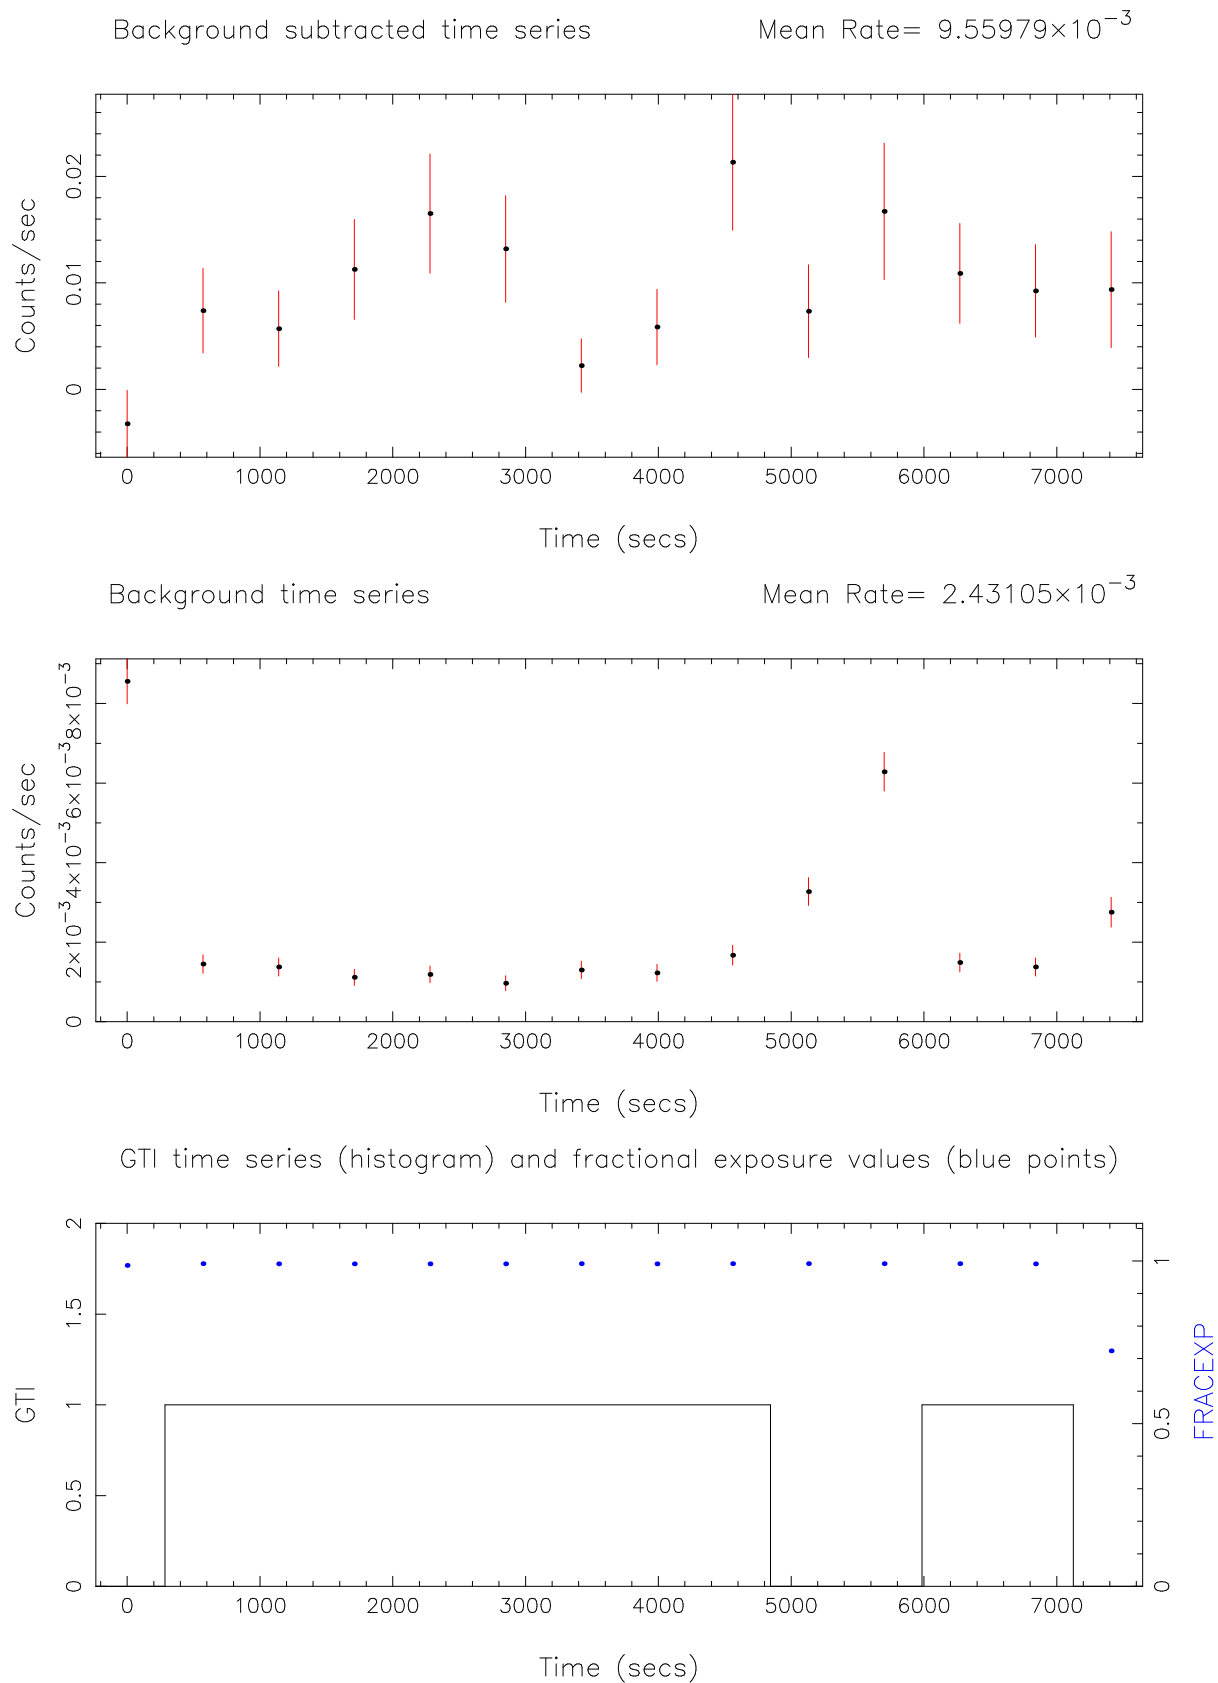 Background subtracted time series Mean Rate= 9.55979×10⁻³
Counts/sec
0.02
0.01
0
0 1000 2000 3000 4000 5000 6000 7000
Time (secs)
Background time series Mean Rate= 2.43105×10⁻³
Counts/sec
8×10⁻³
6×10⁻³
4×10⁻³
2×10⁻³
0
0 1000 2000 3000 4000 5000 6000 7000
Time (secs)
GTI time series (histogram) and fractional exposure values (blue points)
GTI
2
1.5
1
0.5
0
1
0.5
0
FRACEXP
0 1000 2000 3000 4000 5000 6000 7000
Time (secs)